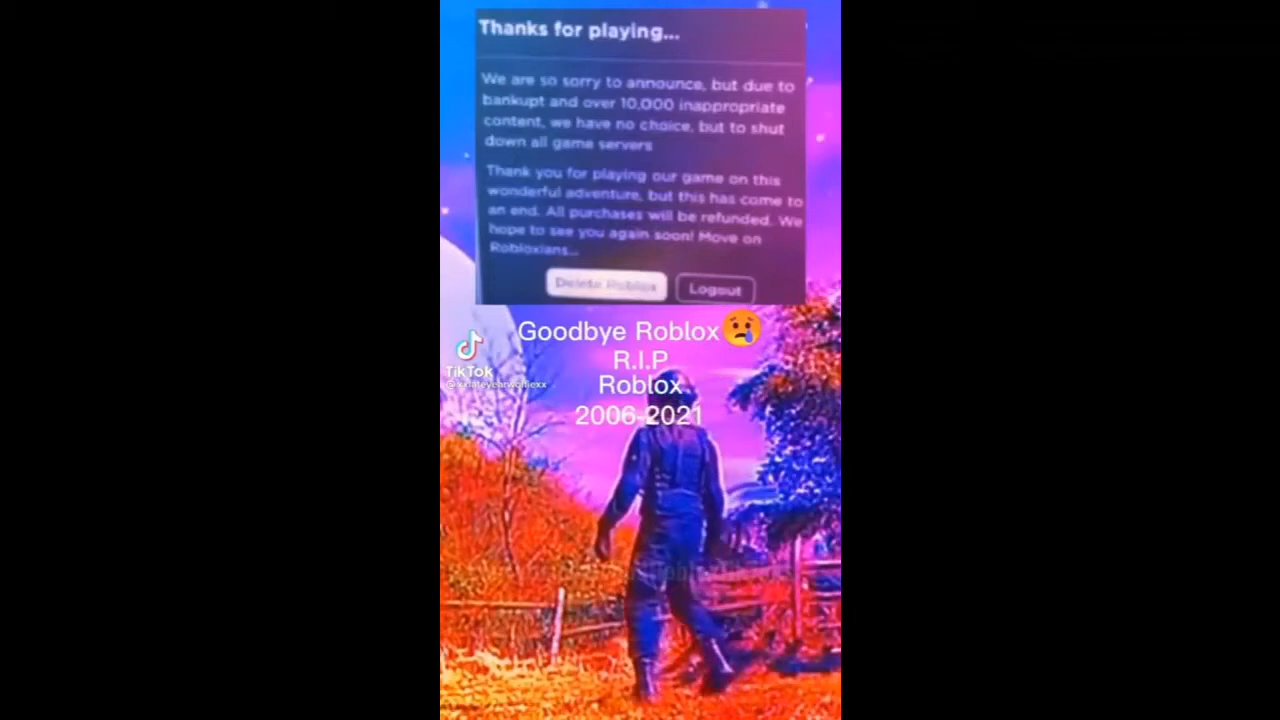 Thanks for playing...
We are so sorry to announce, but due to
bankupt and over 10,000 inappropriate
content, we have no choice, but to shut
down all game servers
Thank you for playing our game on this
wonderful adventure, but this has come to
an end. All purchases will be refunded. We
hope to see you again soon! Move on
Robloxians...
Delete Roblox
Logout
Goodbye Roblox😢
R.I.P
Roblox
2006-2021
TikTok